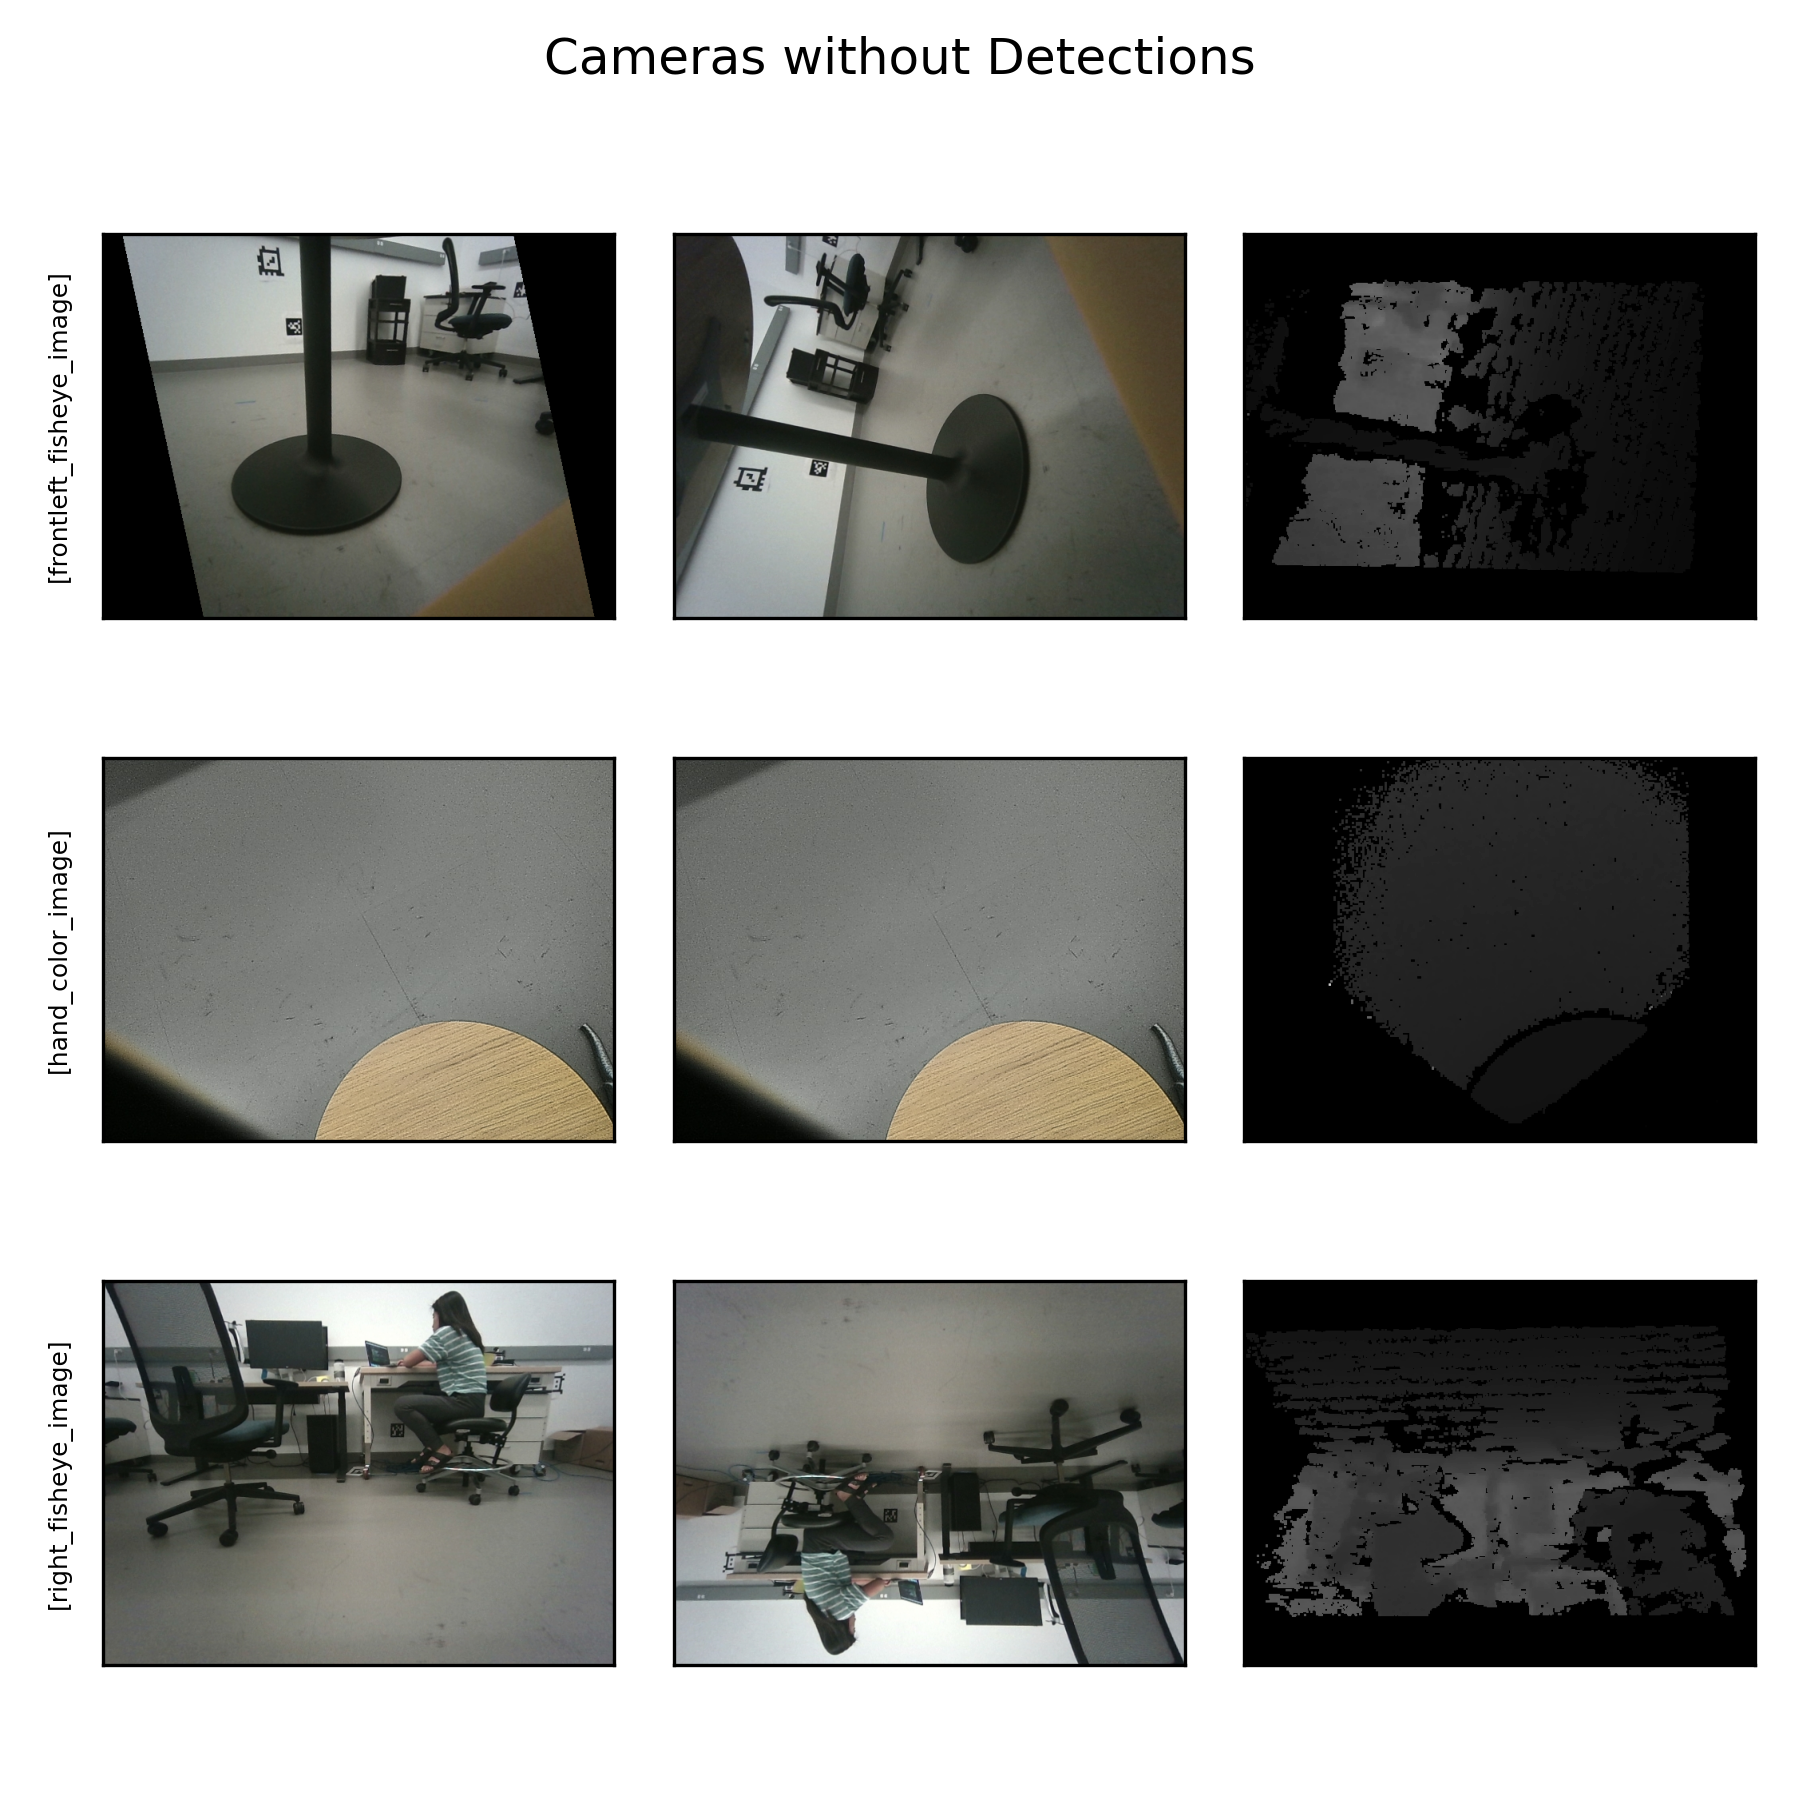 Cameras without Detections
[frontleft_fisheye_image]
[hand_color_image]
[right_fisheye_image]